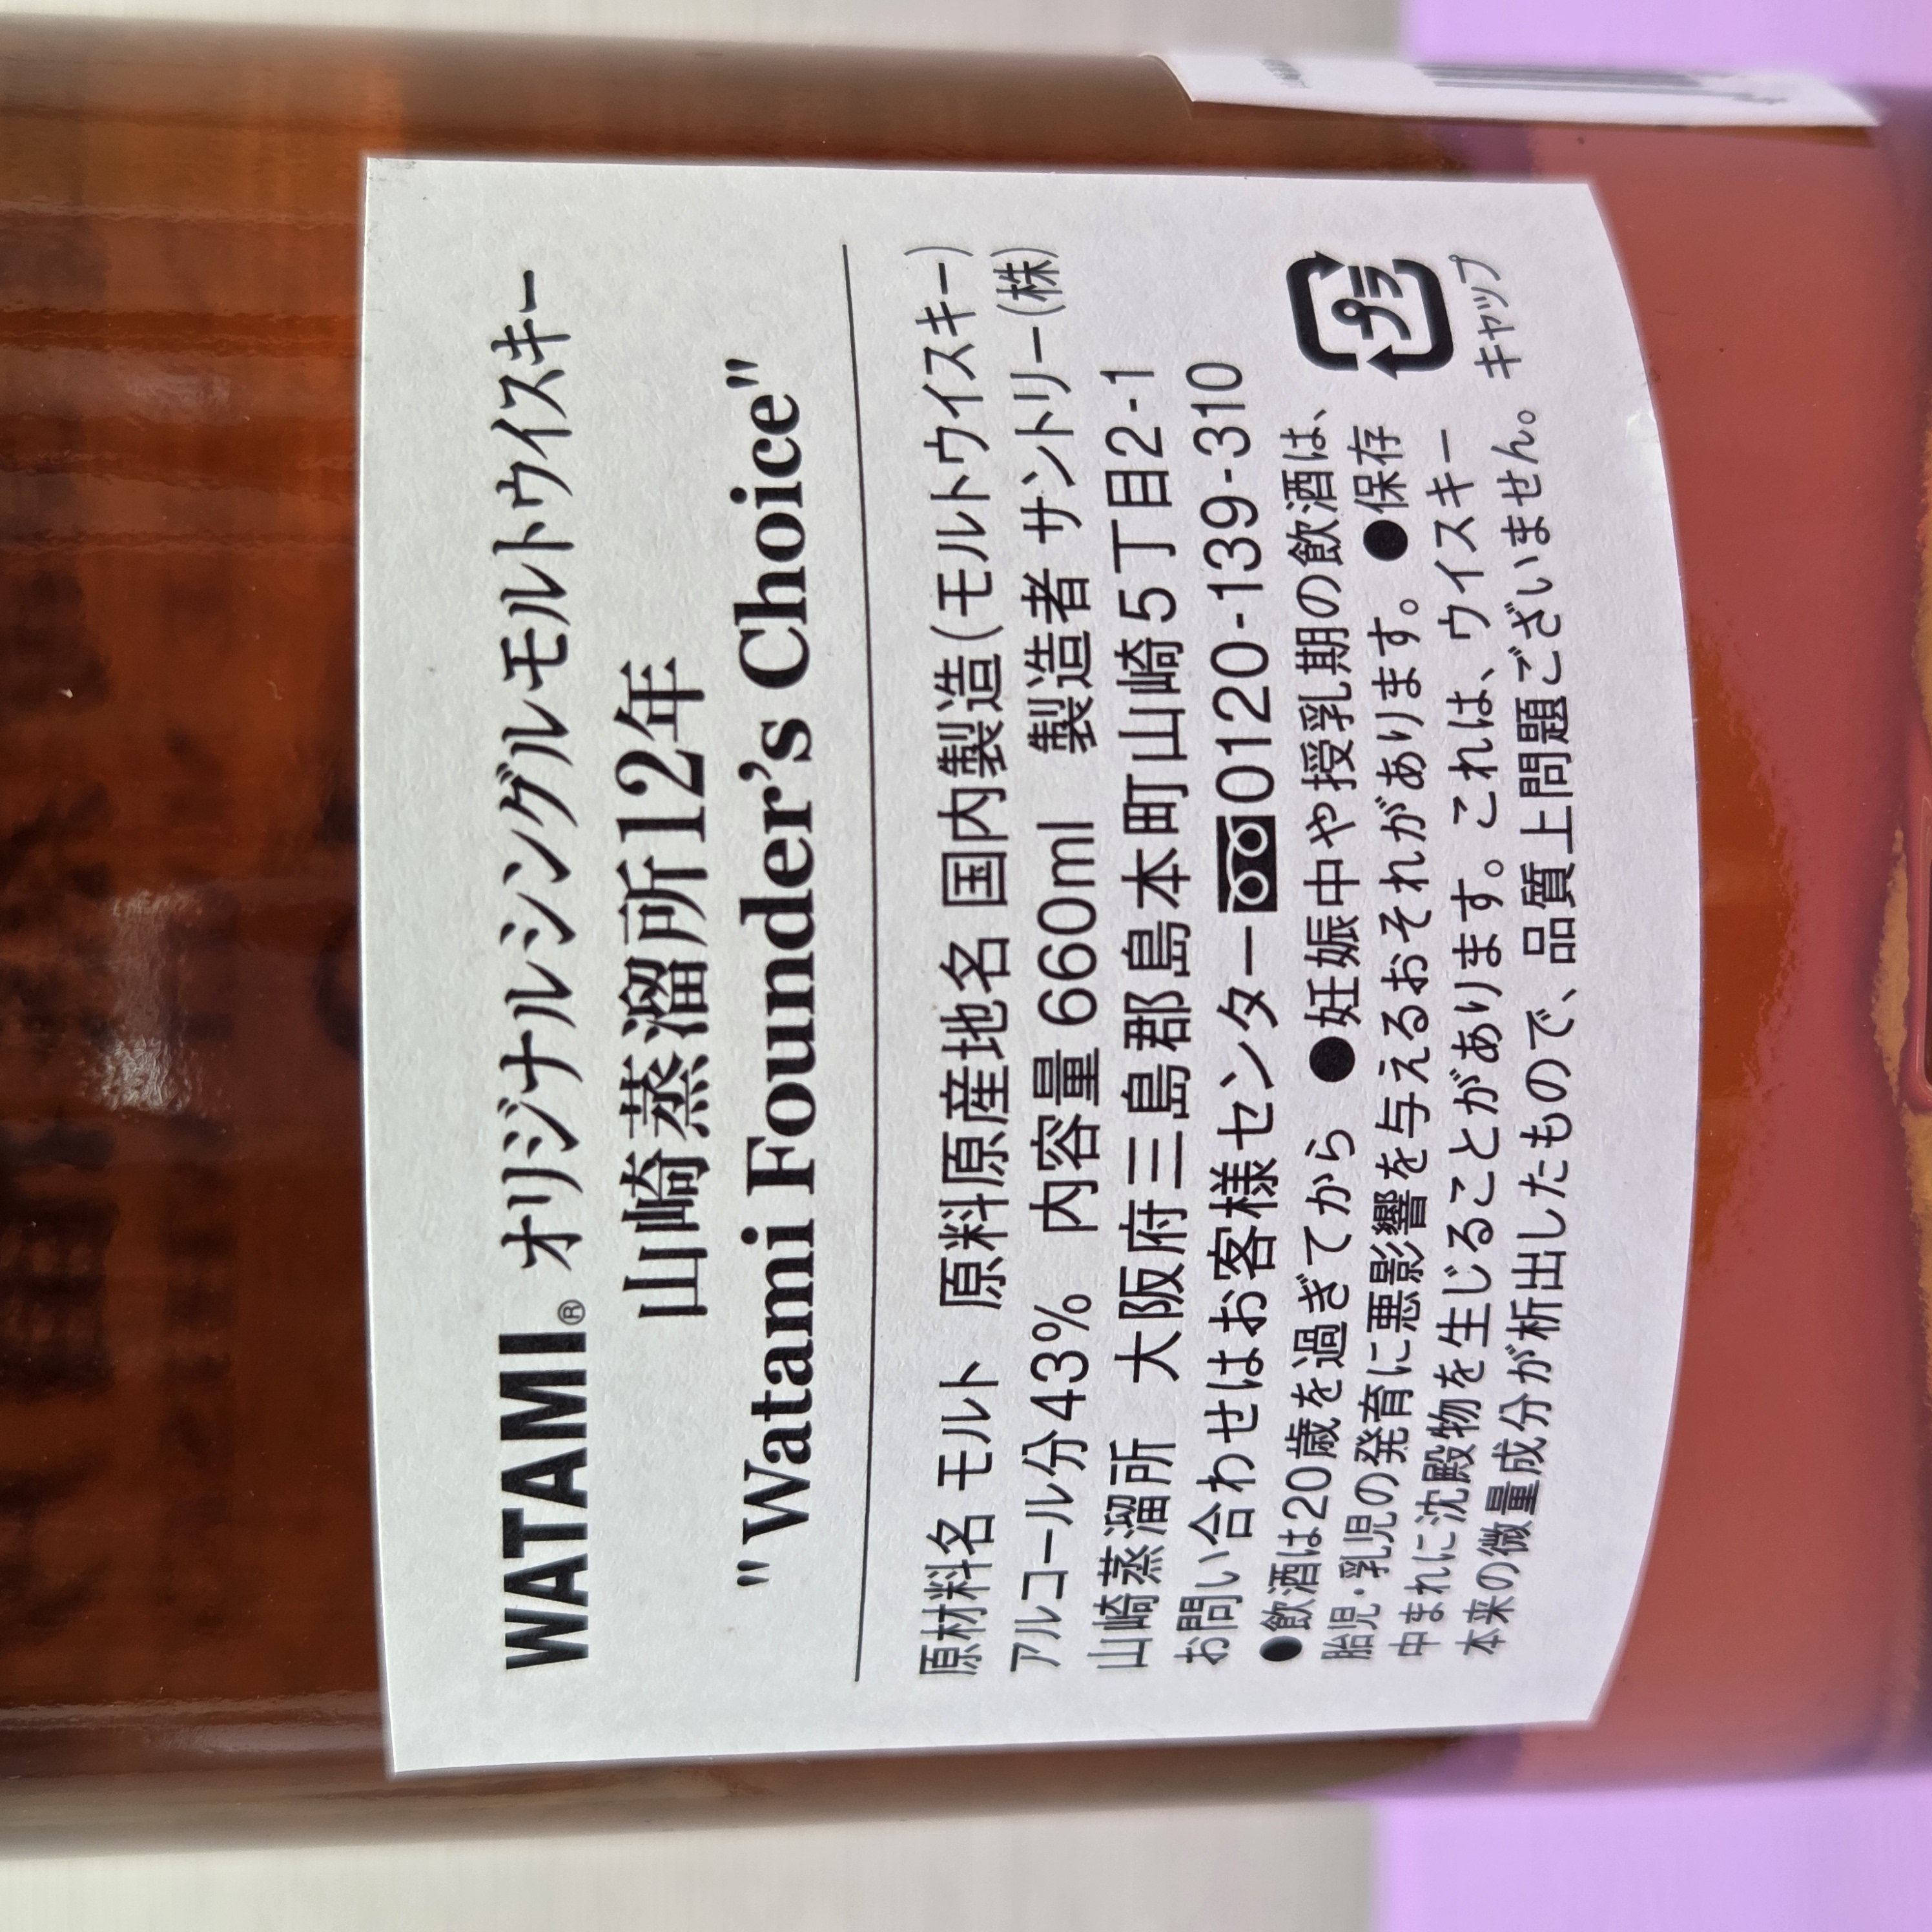 WATAMI® オリジナルシングルモルトウイスキー
山崎蒸溜所12年
"Watami Founder's Choice"
原材料名 モルト　原料原産地名 国内製造(モルトウイスキー)
アルコール分43%　内容量 660ml　製造者 サントリー(株)
山崎蒸溜所　大阪府三島郡島本町山崎5丁目2-1
お問い合わせはお客様センター 0120-139-310
●飲酒は20歳を過ぎてから　●妊娠中や授乳期の飲酒は、
胎児・乳児の発育に悪影響を与えるおそれがあります。●保存
中まれに沈殿物を生じることがあります。これは、ウイスキー
本来の微量成分が析出したもので、品質上問題ございません。
プラ
キャップ